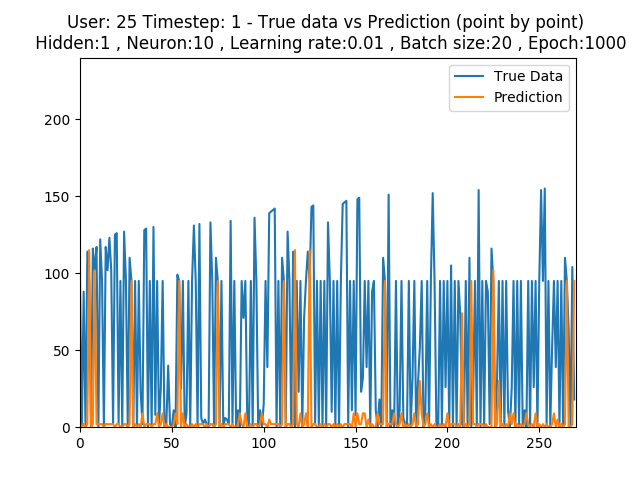 User: 25 Timestep: 1 - True data vs Prediction (point by point)
Hidden:1 , Neuron:10 , Learning rate:0.01 , Batch size:20 , Epoch:1000
True Data
Prediction
200
150
100
50
0
0 50 100 150 200 250